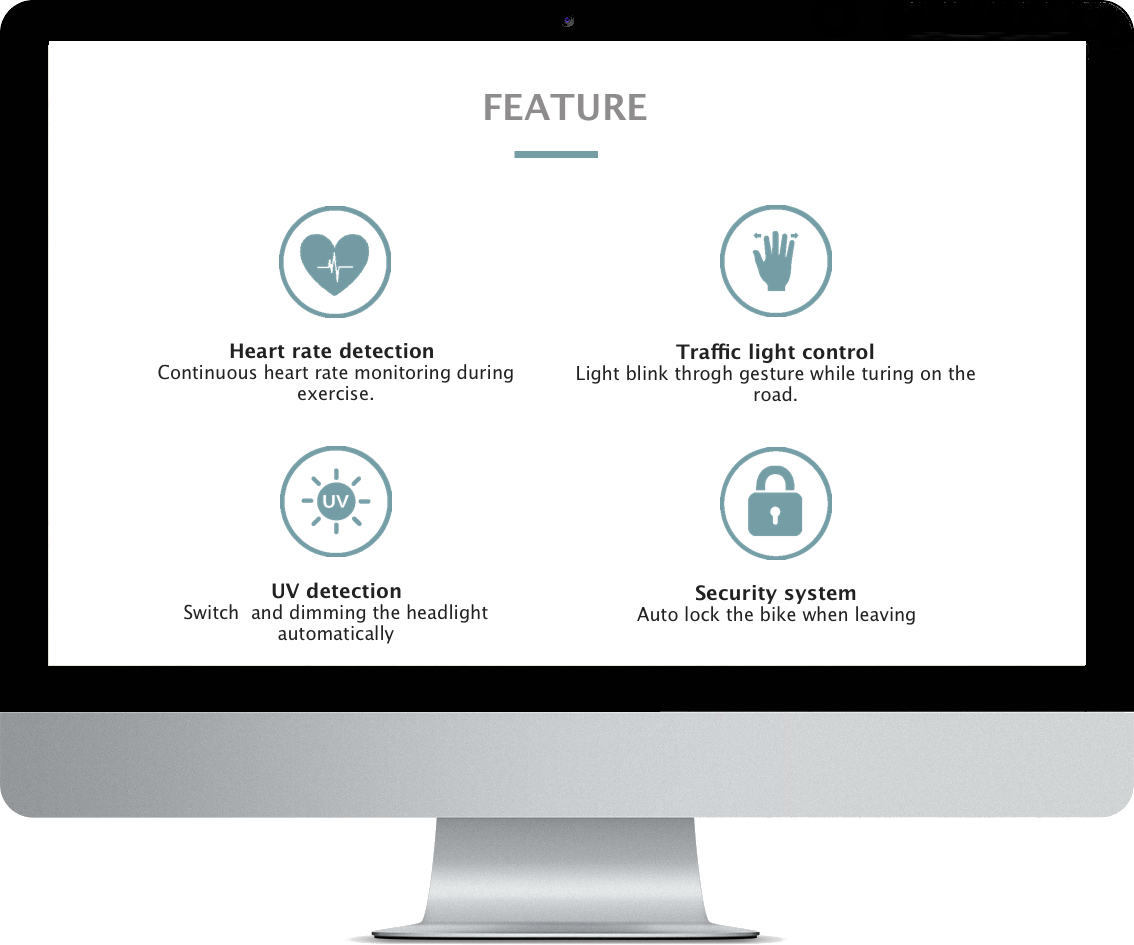 FEATURE
Heart rate detection
Continuous heart rate monitoring during
exercise.
Traffic light control
Light blink throgh gesture while turing on the
road.
UV
UV detection
Switch  and dimming the headlight
automatically
Security system
Auto lock the bike when leaving